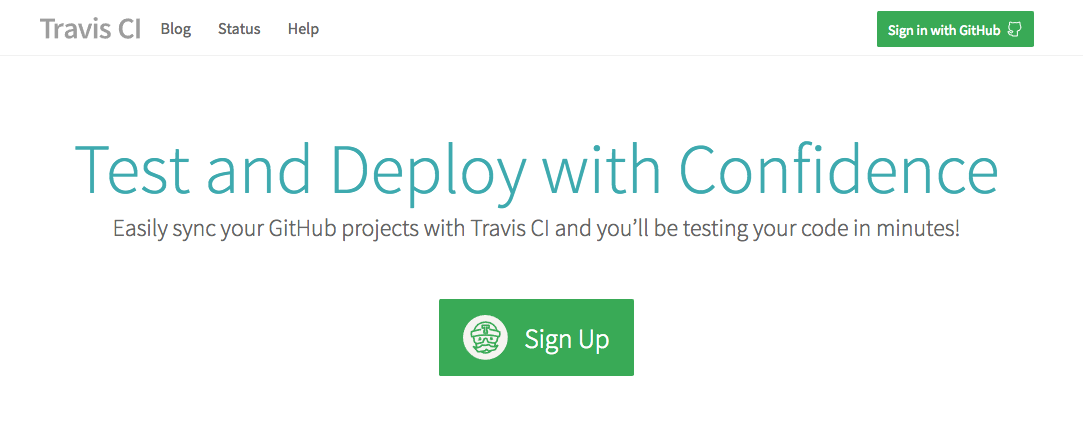 Travis CI Blog Status Help Sign in with GitHub
Test and Deploy with Confidence
Easily sync your GitHub projects with Travis CI and you’ll be testing your code in minutes!
Sign Up